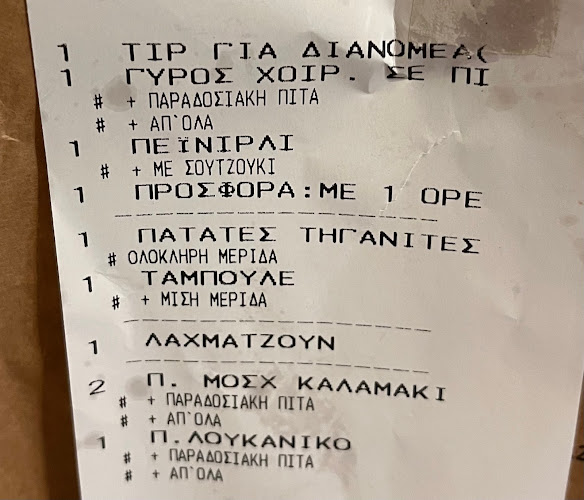 1 ΤΙΡ ΓΙΑ ΔΙΑΝΟΜΕΑ(
1 ΓΥΡΟΣ ΧΟΙΡ. ΣΕ ΠΙ
# + ΠΑΡΑΔΟΣΙΑΚΗ ΠΙΤΑ
# + ΑΠ'ΟΛΑ
1 ΠΕΪΝΙΡΛΙ
# + ΜΕ ΣΟΥΤΖΟΥΚΙ
1 ΠΡΟΣΦΟΡΑ:ΜΕ 1 ΟΡΕ
1 ΠΑΤΑΤΕΣ ΤΗΓΑΝΙΤΕΣ
# ΟΛΟΚΛΗΡΗ ΜΕΡΙΔΑ
1 ΤΑΜΠΟΥΛΕ
# + ΜΙΣΗ ΜΕΡΙΔΑ
1 ΛΑΧΜΑΤΖΟΥΝ
2 Π. ΜΟΣΧ ΚΑΛΑΜΑΚΙ
# + ΠΑΡΑΔΟΣΙΑΚΗ ΠΙΤΑ
# + ΑΠ'ΟΛΑ
1 Π.ΛΟΥΚΑΝΙΚΟ
# + ΠΑΡΑΔΟΣΙΑΚΗ ΠΙΤΑ
# + ΑΠ'ΟΛΑ